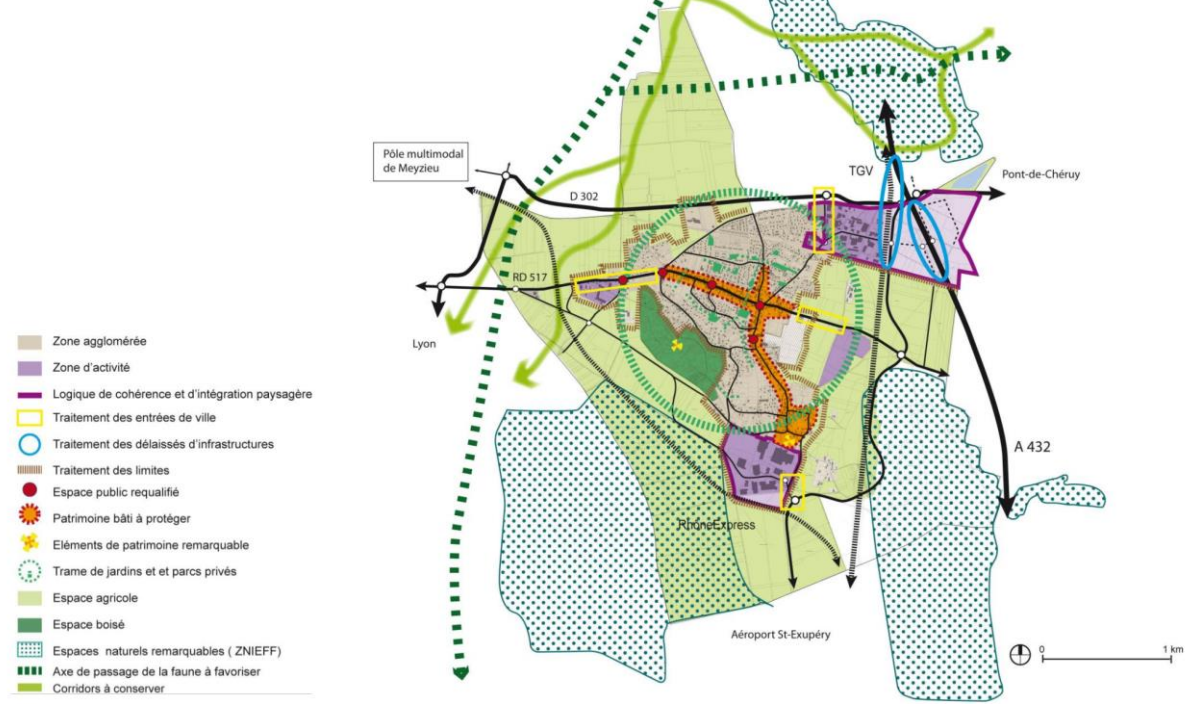 Pôle multimodal
de Meyzieu
D 302
TGV
Pont-de-Chéruy
RD 517
Lyon
A 432
RhôneExpress
Aéroport St-Exupéry
0
1 km
Zone agglomérée
Zone d'activité
Logique de cohérence et d'intégration paysagère
Traitement des entrées de ville
Traitement des délaissés d'infrastructures
Traitement des limites
Espace public requalifié
Patrimoine bâti à protéger
Eléments de patrimoine remarquable
Trame de jardins et et parcs privés
Espace agricole
Espace boisé
Espaces naturels remarquables ( ZNIEFF)
Axe de passage de la faune à favoriser
Corridors à conserver